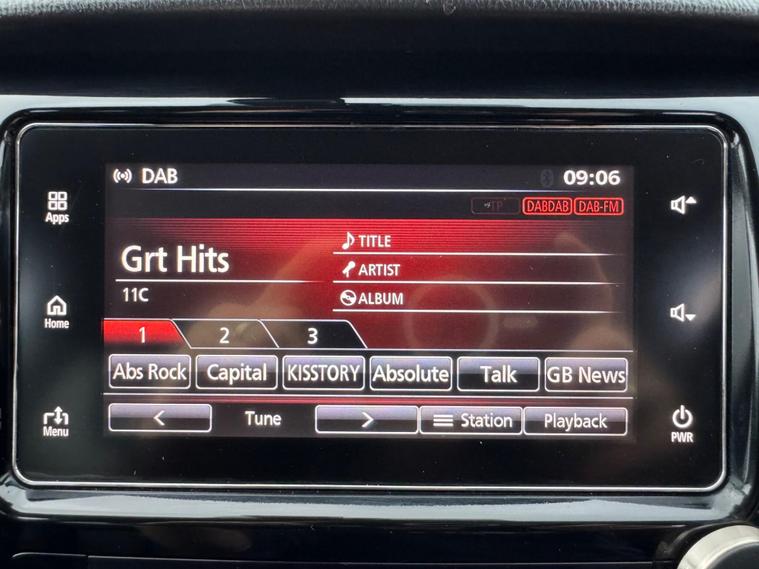 DAB 09:06
TP DABDAB DAB-FM
Apps
Grt Hits
TITLE
ARTIST
11C
ALBUM
Home
1 2 3
Abs Rock Capital KISSTORY Absolute Talk GB News
< Tune > Station Playback
Menu
PWR